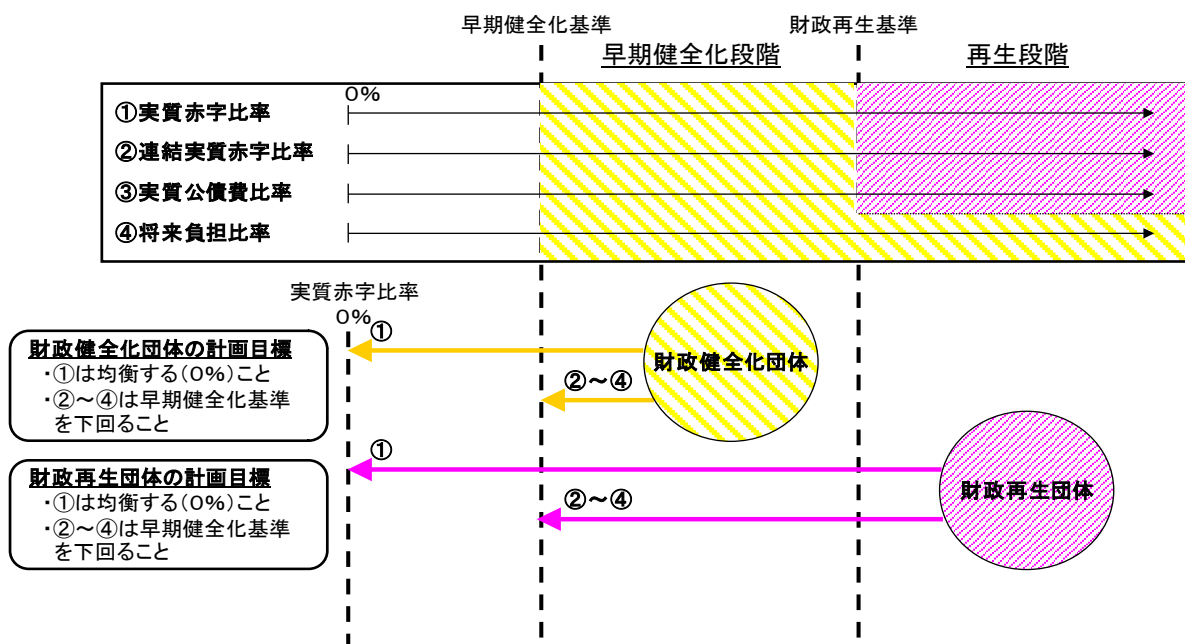 早期健全化基準
財政再生基準
早期健全化段階
再生段階
0%
①実質赤字比率
②連結実質赤字比率
③実質公債費比率
④将来負担比率
実質赤字比率
0%
財政健全化団体の計画目標
・①は均衡する(0%)こと
・②～④は早期健全化基準
を下回ること
①
②～④
財政健全化団体
財政再生団体の計画目標
・①は均衡する(0%)こと
・②～④は早期健全化基準
を下回ること
①
②～④
財政再生団体